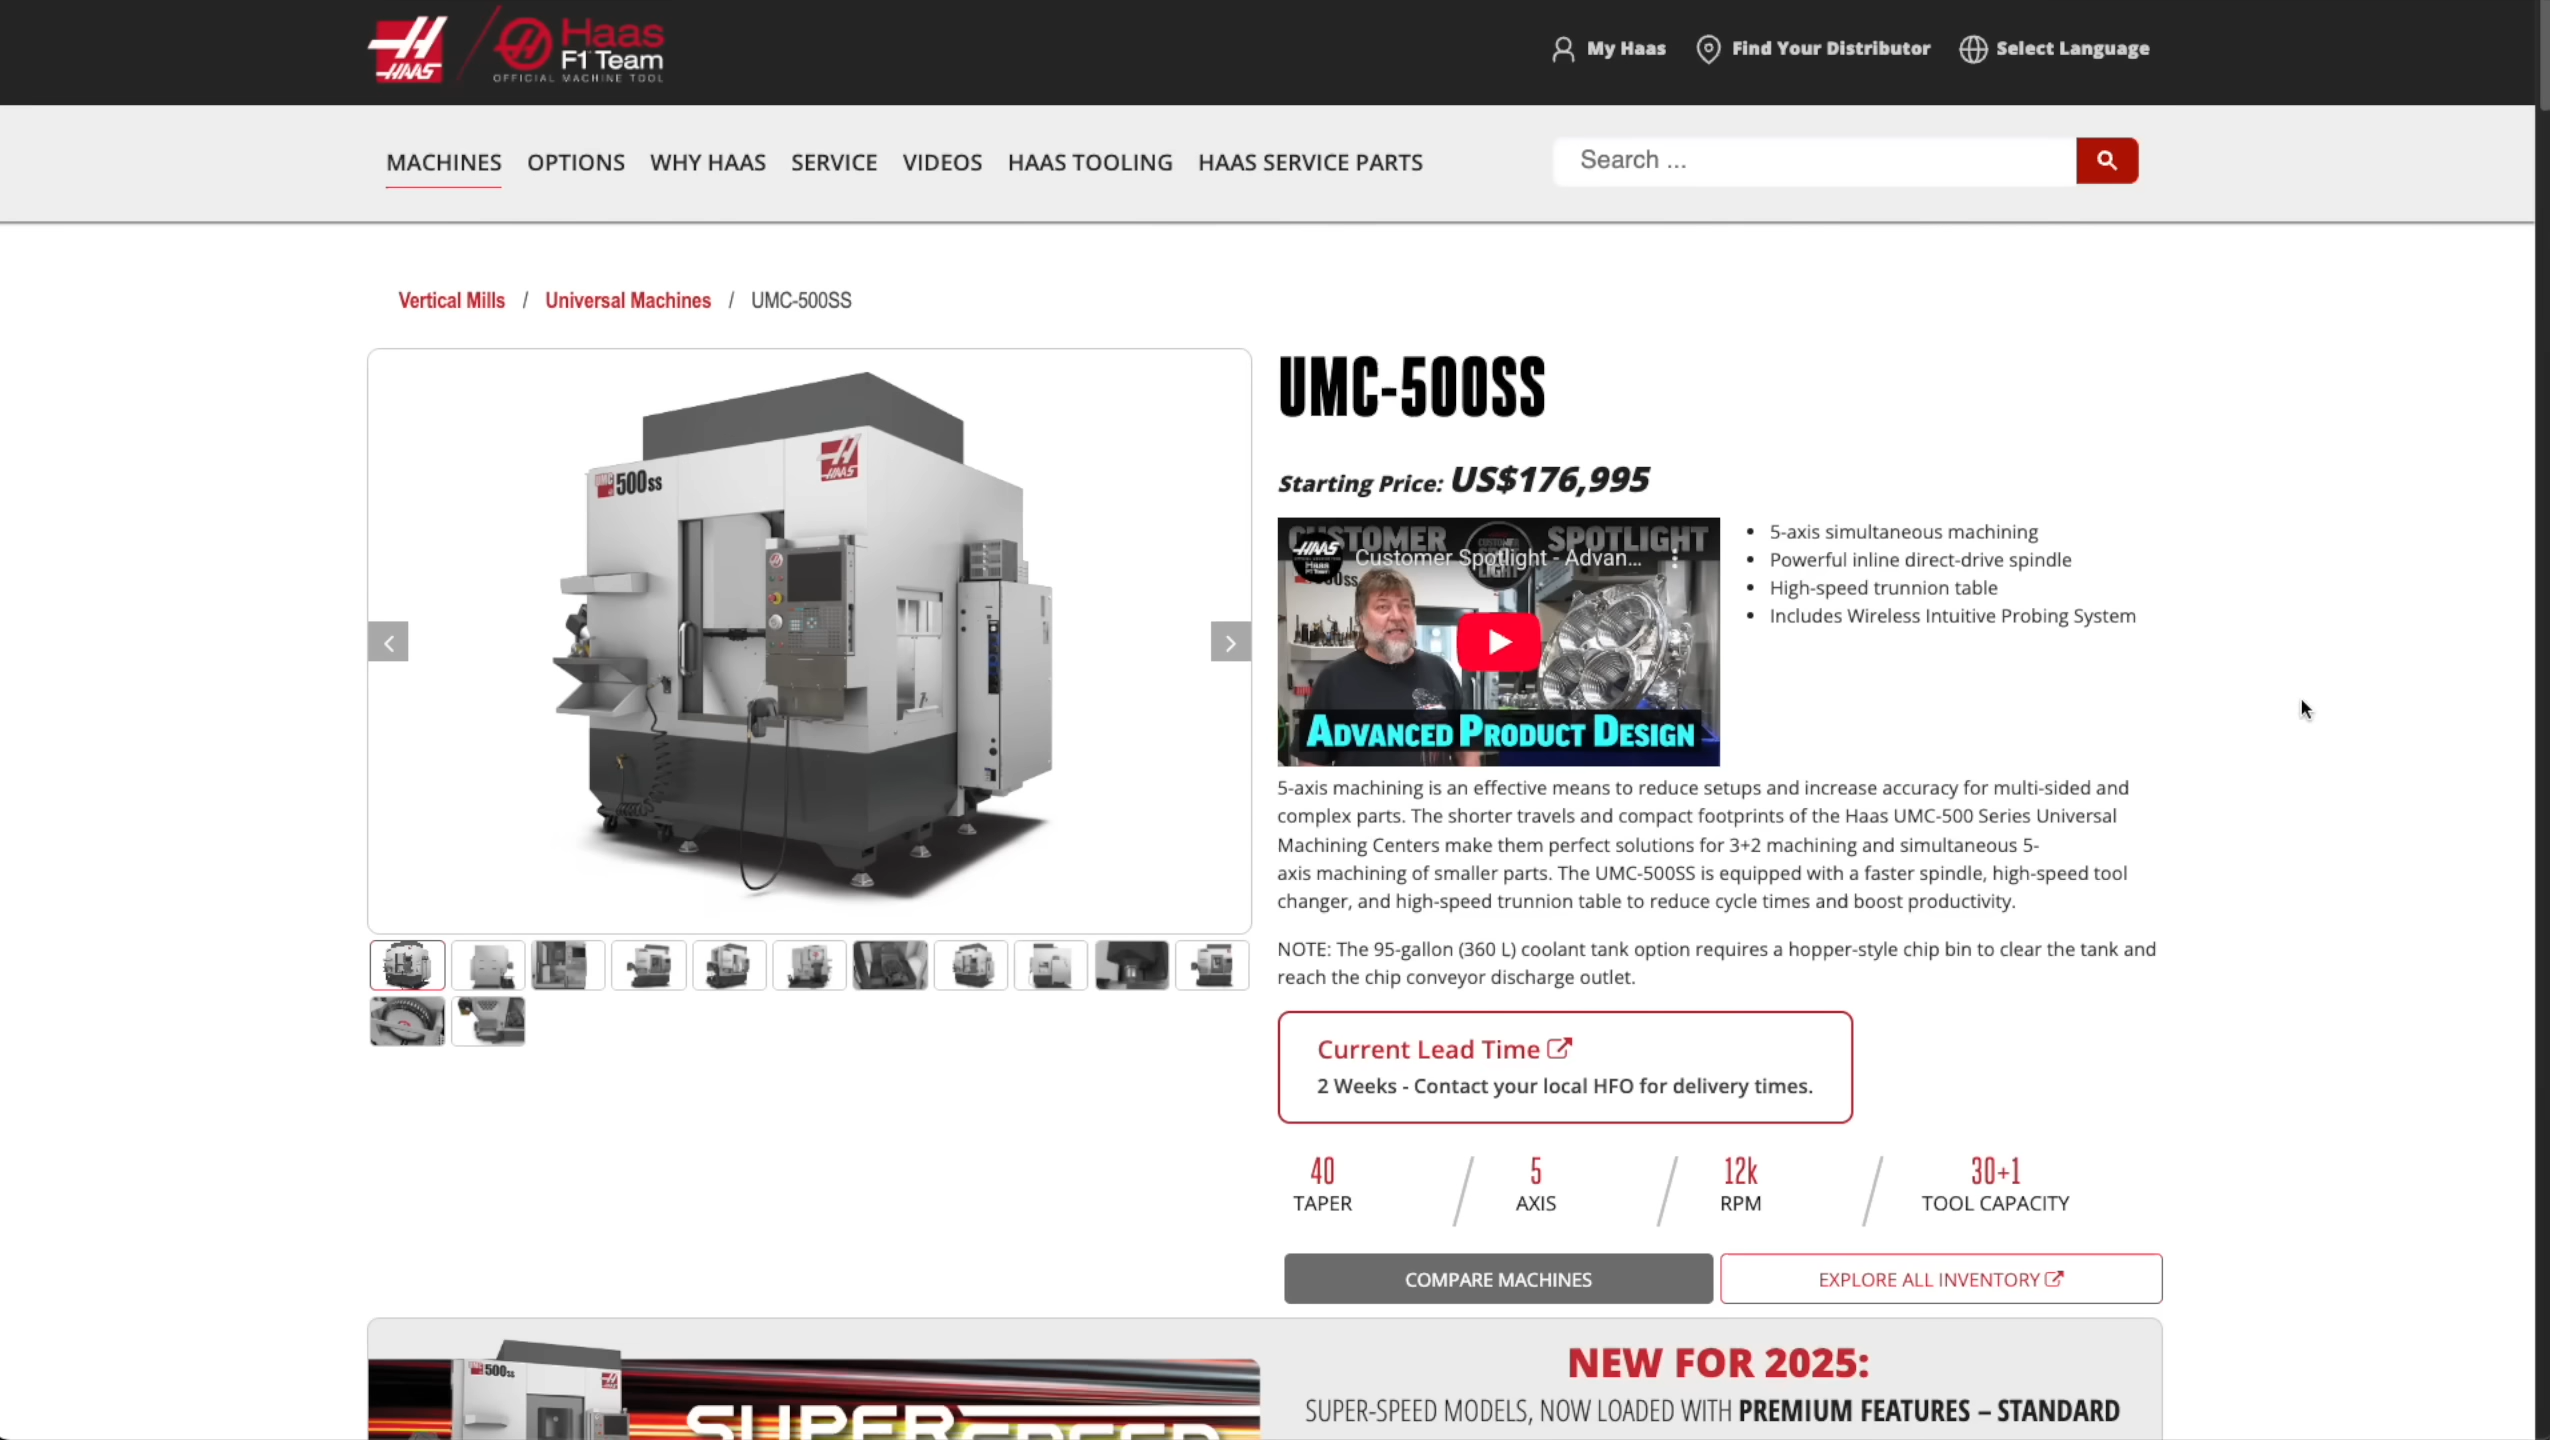 HAAS
Haas
F1 Team
OFFICIAL MACHINE TOOL
My Haas
Find Your Distributor
Select Language
MACHINES
OPTIONS
WHY HAAS
SERVICE
VIDEOS
HAAS TOOLING
HAAS SERVICE PARTS
Search ...
Vertical Mills / Universal Machines / UMC-500SS
UMC 500SS
HAAS
UMC-500SS
Starting Price: US$176,995
CUSTOMER SPOTLIGHT
HAAS
Customer Spotlight - Advan...
ADVANCED PRODUCT DESIGN
• 5-axis simultaneous machining
• Powerful inline direct-drive spindle
• High-speed trunnion table
• Includes Wireless Intuitive Probing System
5-axis machining is an effective means to reduce setups and increase accuracy for multi-sided and
complex parts. The shorter travels and compact footprints of the Haas UMC-500 Series Universal
Machining Centers make them perfect solutions for 3+2 machining and simultaneous 5-
axis machining of smaller parts. The UMC-500SS is equipped with a faster spindle, high-speed tool
changer, and high-speed trunnion table to reduce cycle times and boost productivity.
NOTE: The 95-gallon (360 L) coolant tank option requires a hopper-style chip bin to clear the tank and
reach the chip conveyor discharge outlet.
Current Lead Time
2 Weeks - Contact your local HFO for delivery times.
40
TAPER
5
AXIS
12k
RPM
30+1
TOOL CAPACITY
COMPARE MACHINES
EXPLORE ALL INVENTORY
500SS
SUPER SPEED
NEW FOR 2025:
SUPER-SPEED MODELS, NOW LOADED WITH PREMIUM FEATURES – STANDARD